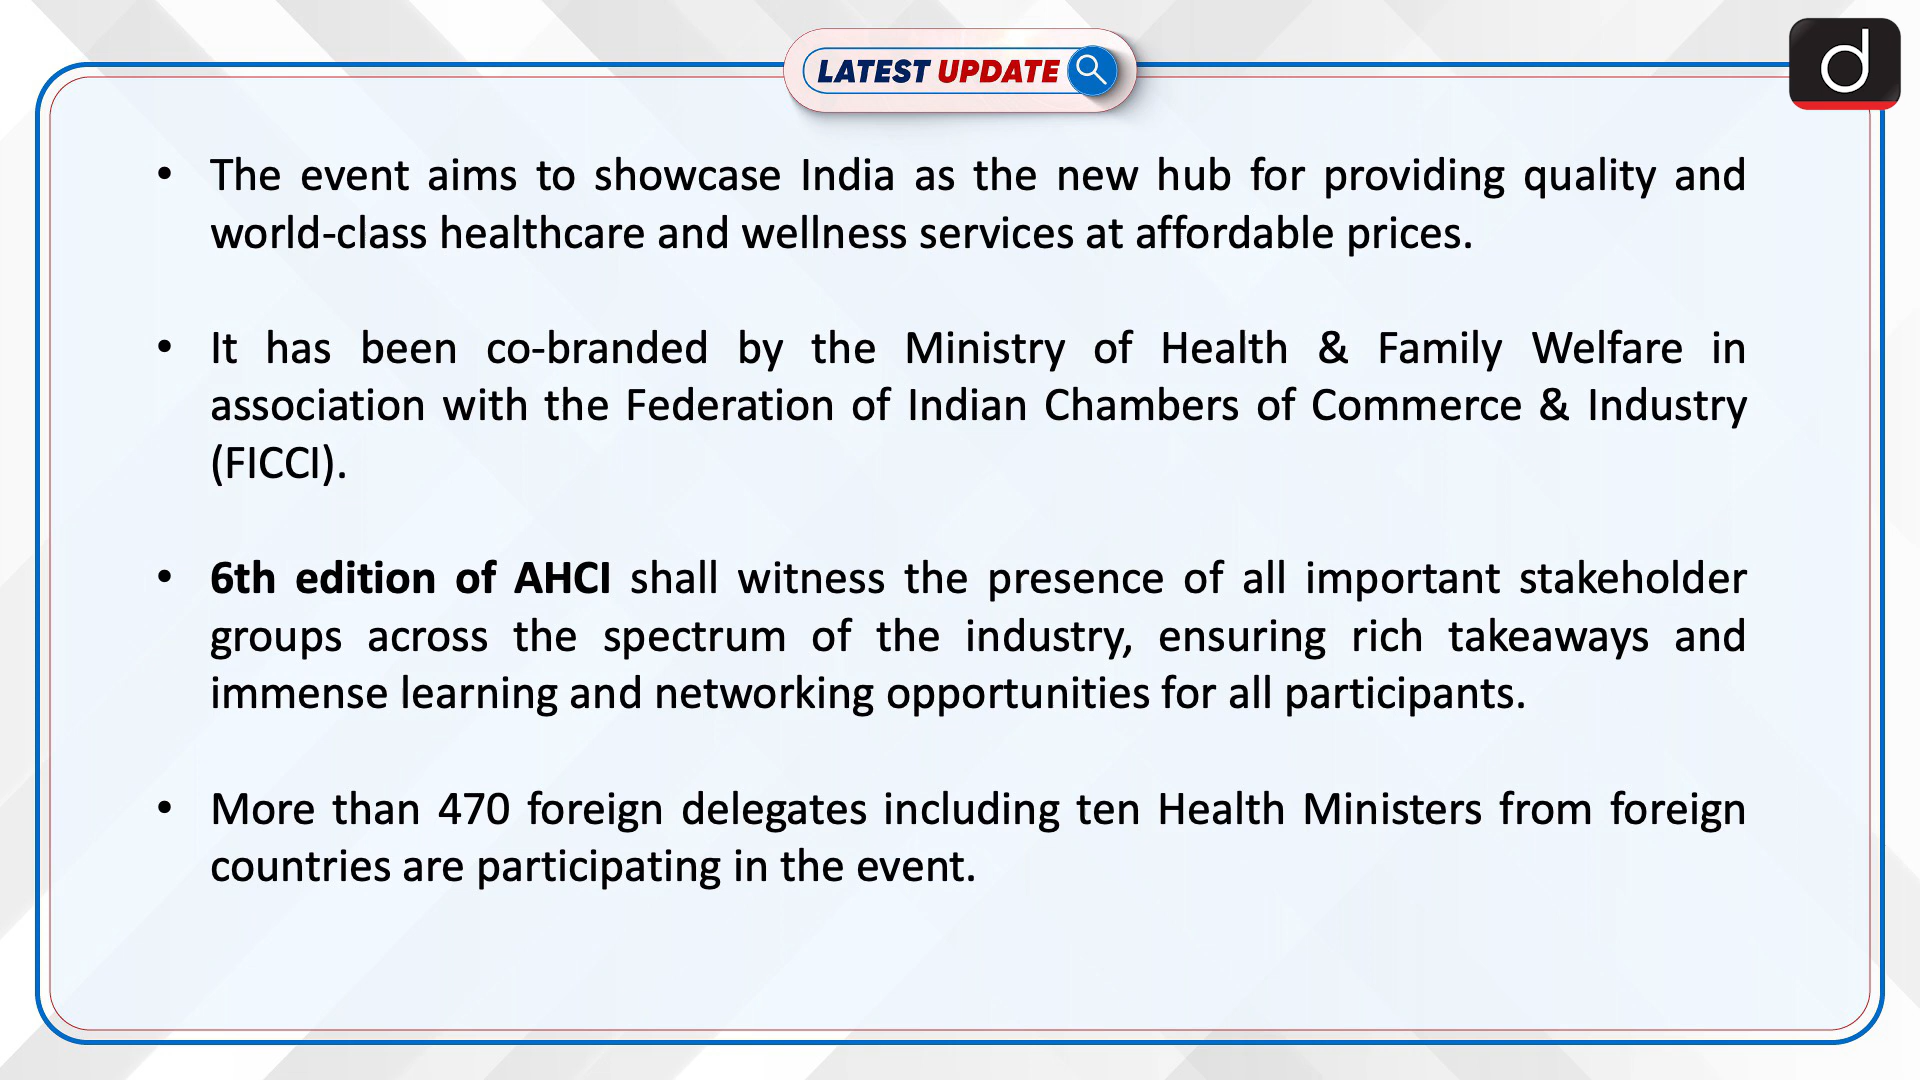 LATEST UPDATE
d
• The event aims to showcase India as the new hub for providing quality and
world-class healthcare and wellness services at affordable prices.
• It has been co-branded by the Ministry of Health & Family Welfare in
association with the Federation of Indian Chambers of Commerce & Industry
(FICCI).
• 6th edition of AHCI shall witness the presence of all important stakeholder
groups across the spectrum of the industry, ensuring rich takeaways and
immense learning and networking opportunities for all participants.
• More than 470 foreign delegates including ten Health Ministers from foreign
countries are participating in the event.